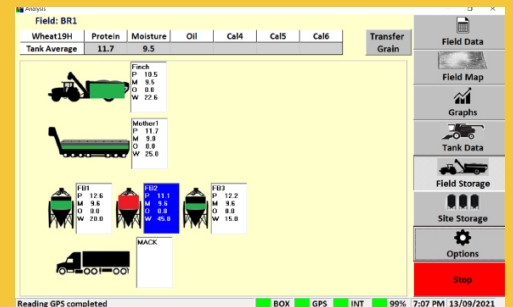 Analysis
Field: BR1
Wheat19H Protein Moisture Oil Cal4 Cal5 Cal6
Tank Average 11.7 9.5
Transfer
Grain
Finch
P 10.5
M 9.5
O 0.0
W 22.6
Mother1
P 11.7
M 9.8
O 0.0
W 25.0
FB1
P 12.6
M 9.6
O 0.0
W 20.0
FB2
P 11.1
M 9.6
O 0.0
W 45.0
FB3
P 12.2
M 9.6
O 0.0
W 15.0
MACK
Field Data
Field Map
Graphs
Tank Data
Field Storage
Site Storage
Options
Stop
Reading GPS completed BOX GPS INT 99% 7:07 PM 13/09/2021